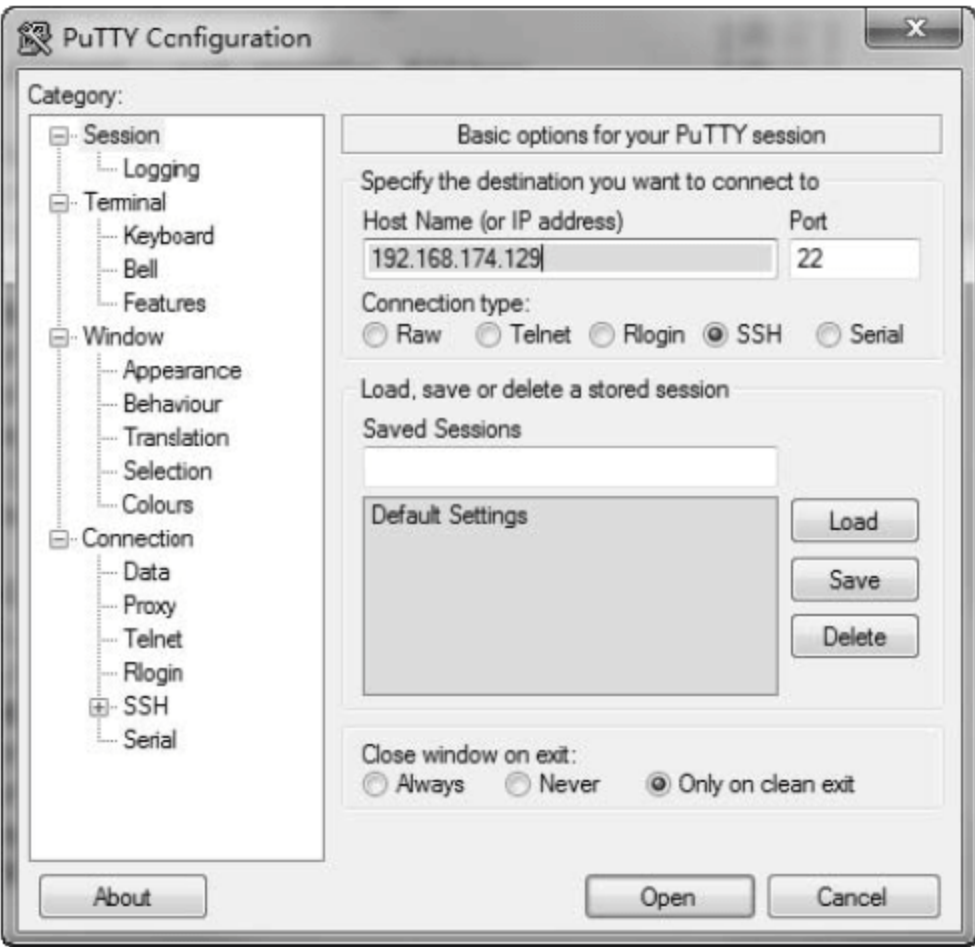 PuTTY Configuration
Category:
Session
Logging
Terminal
Keyboard
Bell
Features
Window
Appearance
Behaviour
Translation
Selection
Colours
Connection
Data
Proxy
Telnet
Rlogin
SSH
Serial
Basic options for your PuTTY session
Specify the destination you want to connect to
Host Name (or IP address) Port
192.168.174.129 22
Connection type:
Raw Telnet Rlogin SSH Serial
Load, save or delete a stored session
Saved Sessions
Default Settings
Load
Save
Delete
Close window on exit:
Always Never Only on clean exit
About Open Cancel